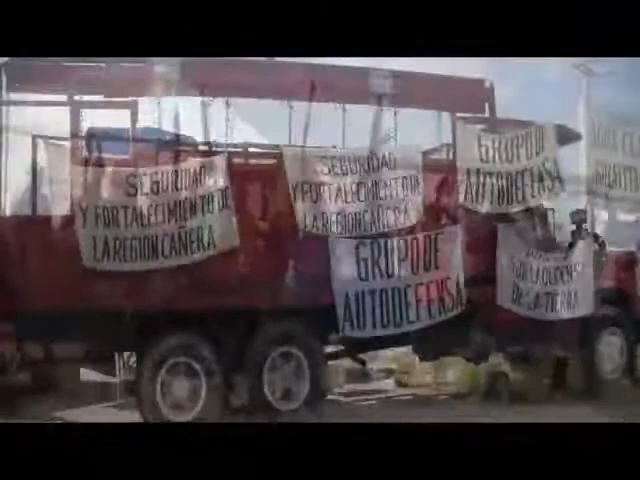 SEGURIDAD
Y FORTALECIMIENTO DE
LA REGION CAÑERA
SEGURIDAD
Y FORTALECIMIENTO DE
LA REGION CAÑERA
GRUPO DE
AUTODEFENSA
GRUPO DE
AUTODEFENSA
DE LA TIERRA